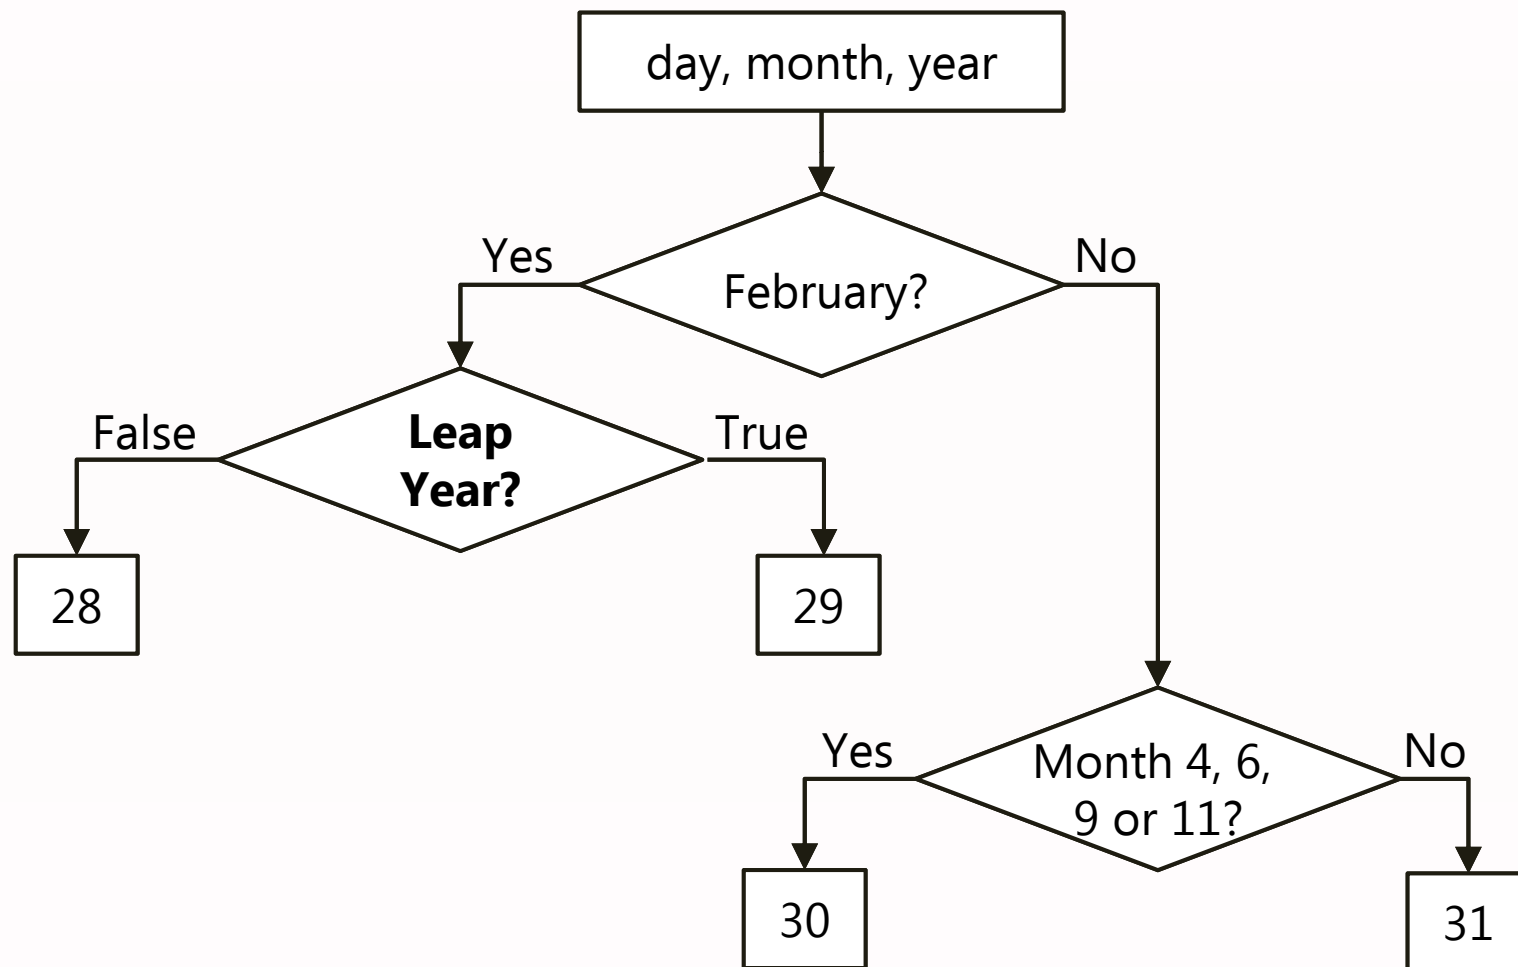 day, month, year
Yes
No
February?
False
Leap
Year?
True
28
29
Yes
Month 4, 6,
9 or 11?
No
30
31